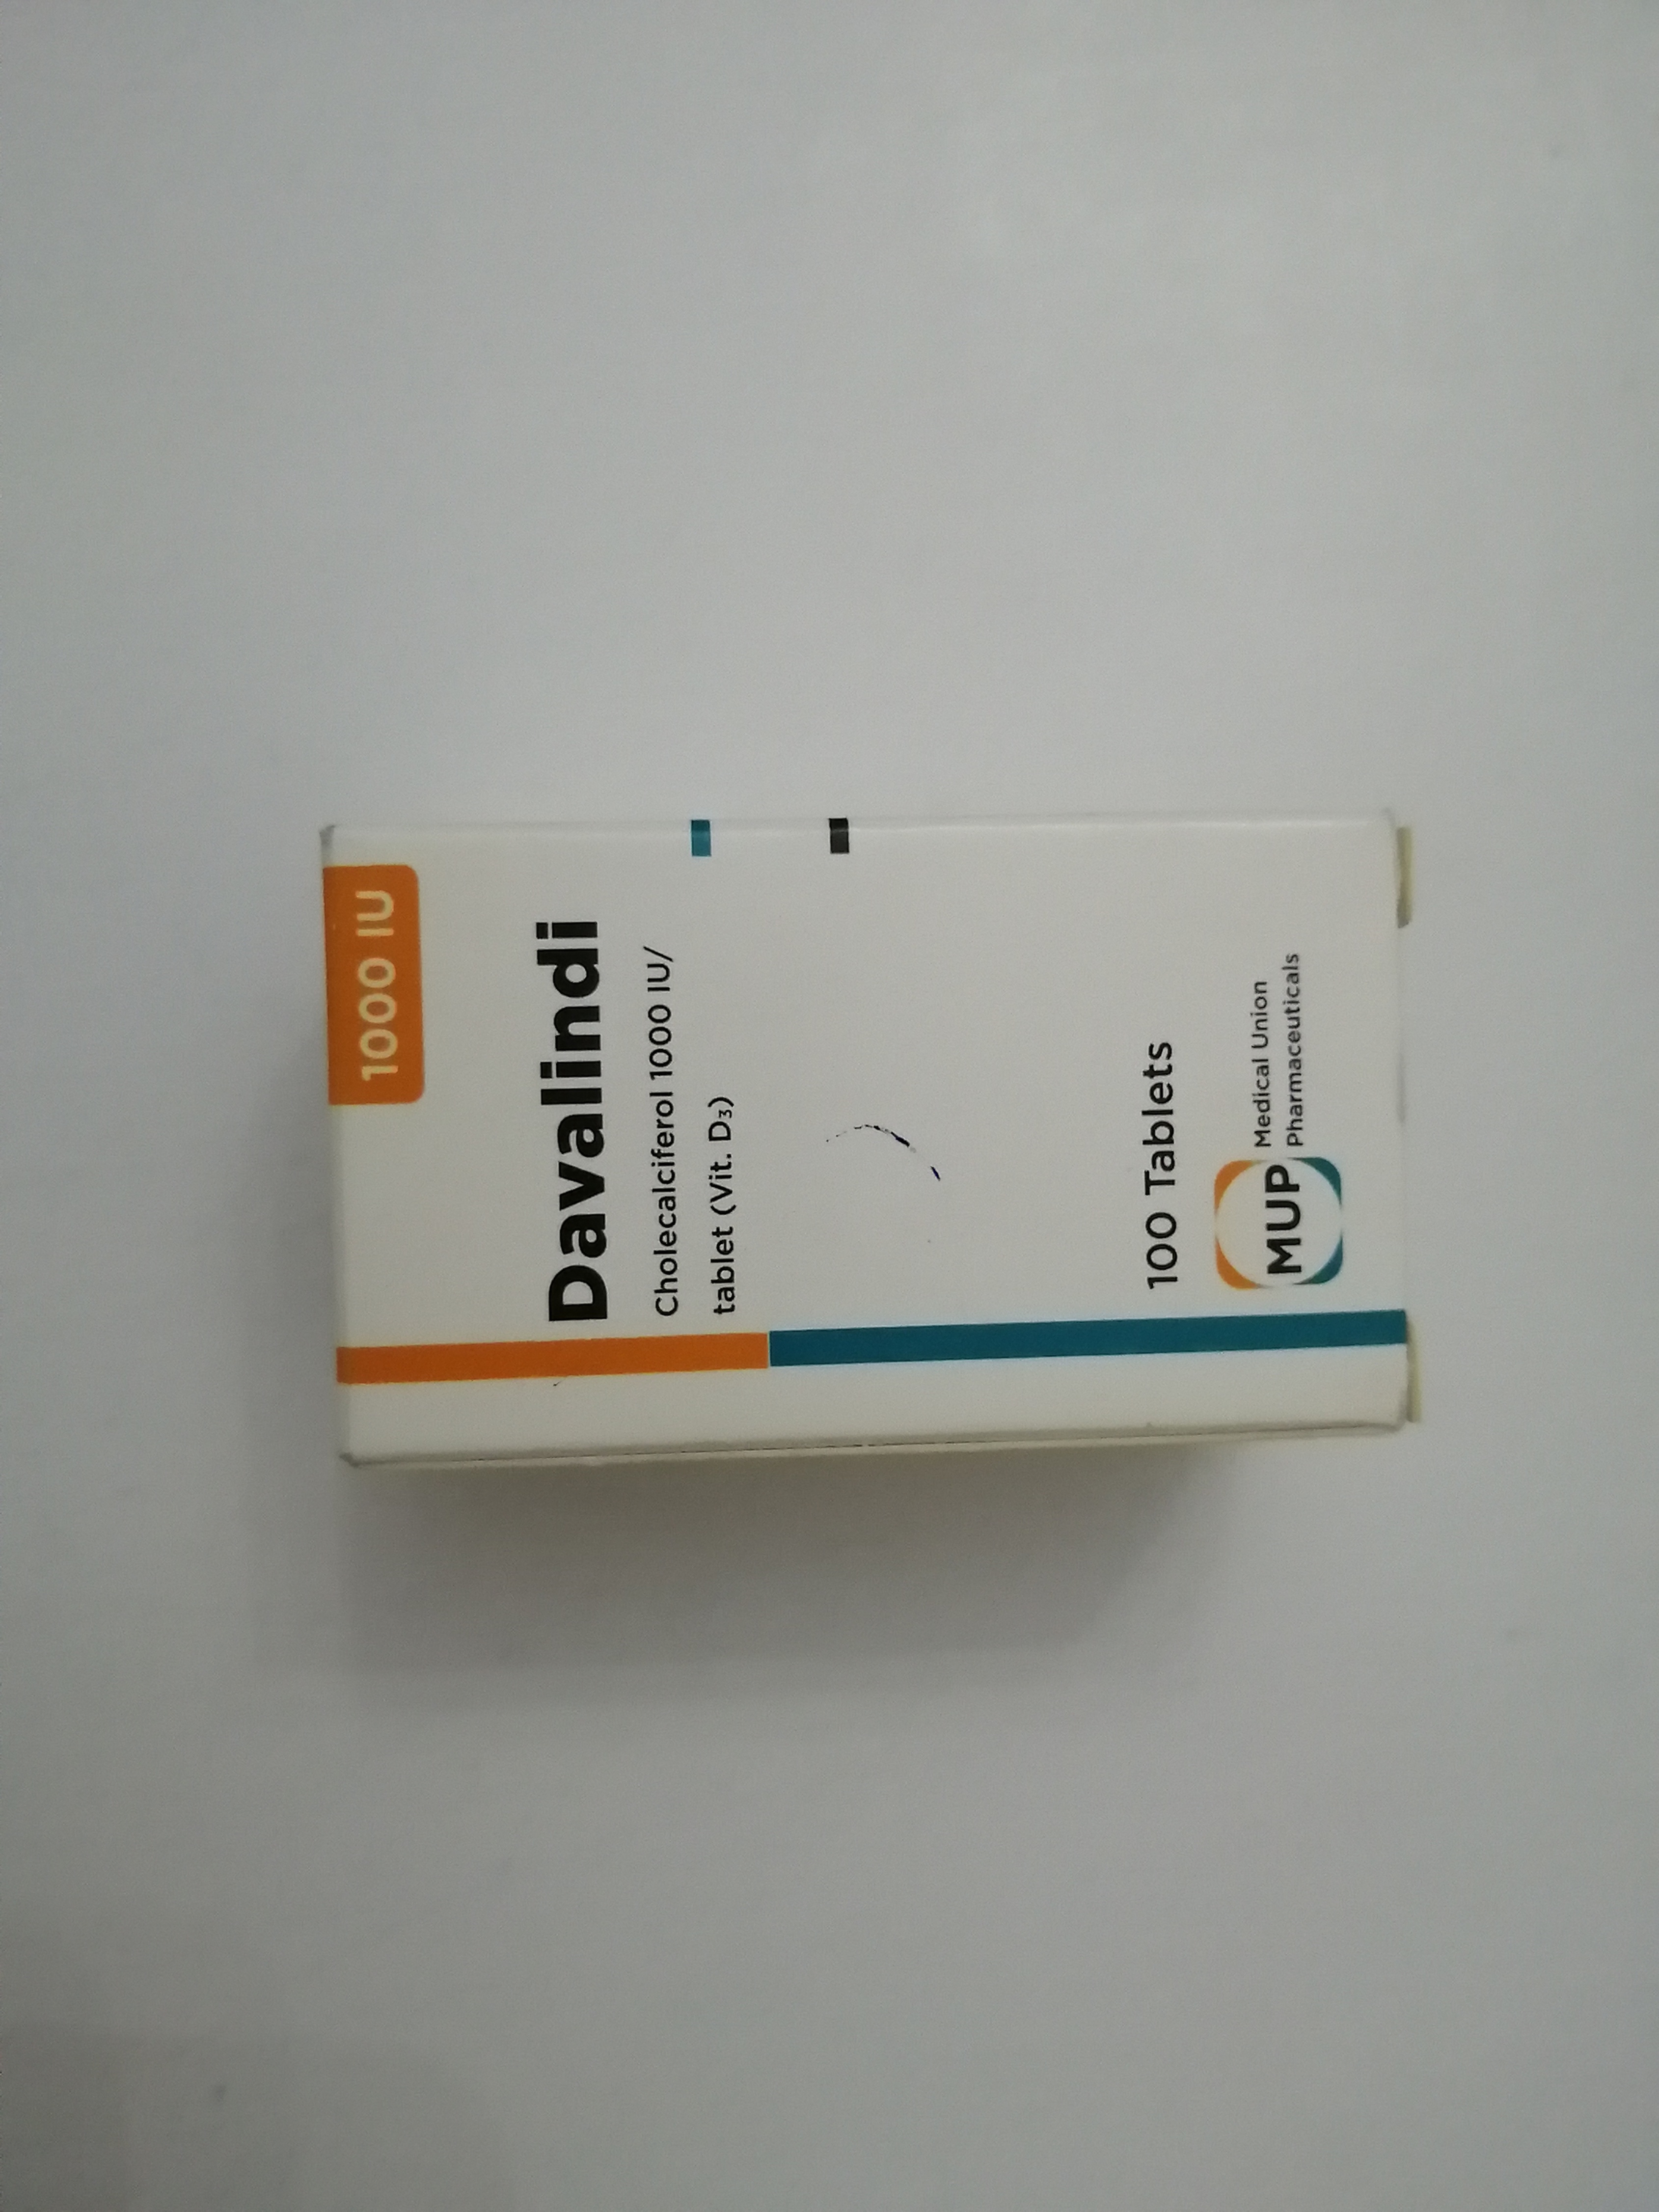 1000 IU
Davalindi
Cholecalciferol 1000 IU/
tablet (Vit. D₃)
100 Tablets
MUP
Medical Union
Pharmaceuticals